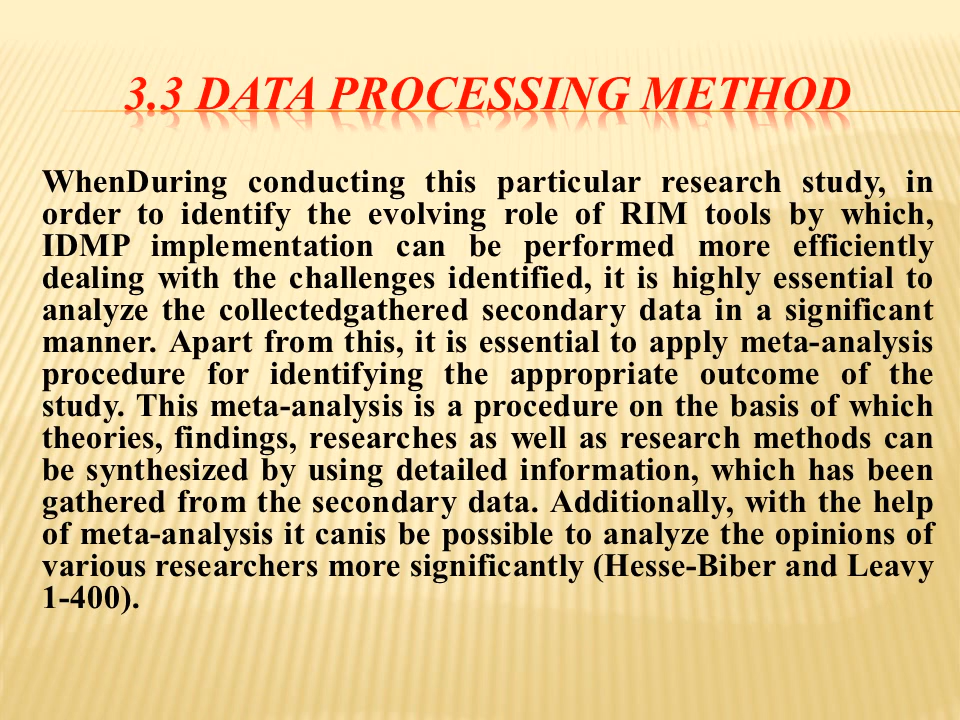 3.3 DATA PROCESSING METHOD
WhenDuring conducting this particular research study, in
order to identify the evolving role of RIM tools by which,
IDMP implementation can be performed more efficiently
dealing with the challenges identified, it is highly essential to
analyze the collectedgathered secondary data in a significant
manner. Apart from this, it is essential to apply meta-analysis
procedure for identifying the appropriate outcome of the
study. This meta-analysis is a procedure on the basis of which
theories, findings, researches as well as research methods can
be synthesized by using detailed information, which has been
gathered from the secondary data. Additionally, with the help
of meta-analysis it canis be possible to analyze the opinions of
various researchers more significantly (Hesse-Biber and Leavy
1-400).